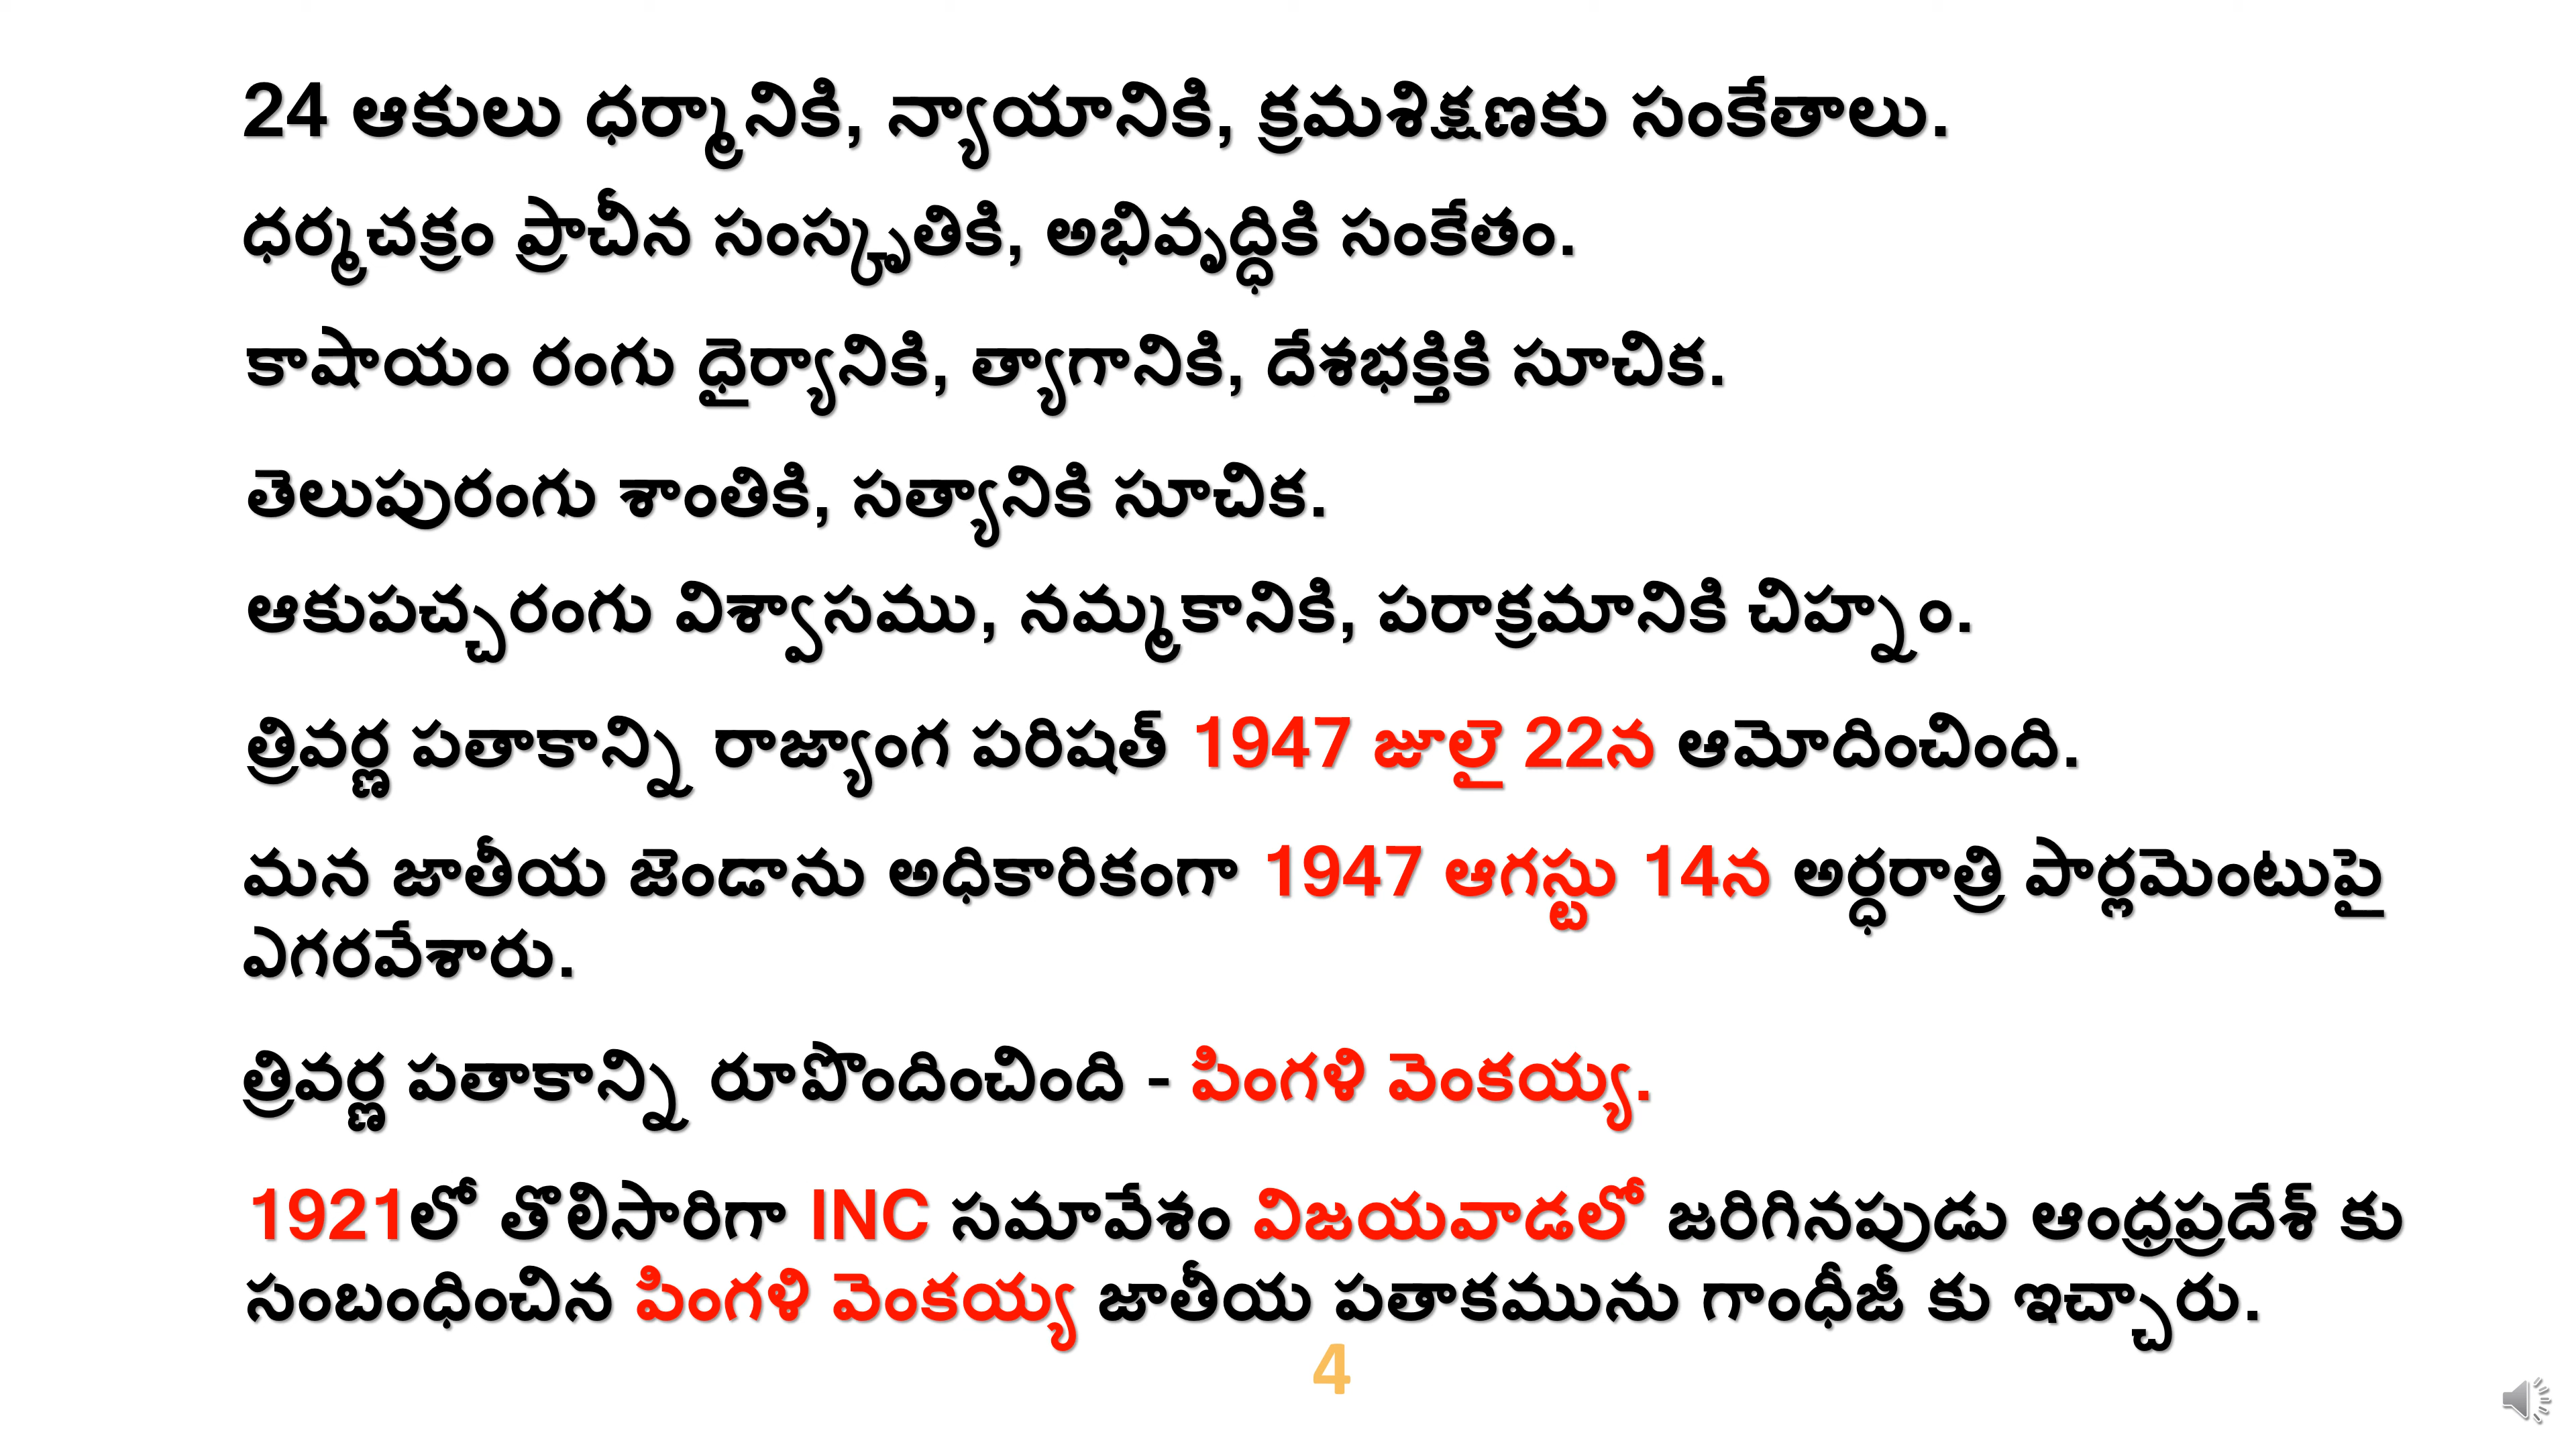 24 ఆకులు ధర్మానికి, న్యాయానికి, క్రమశిక్షణకు సంకేతాలు.
ధర్మచక్రం ప్రాచీన సంస్కృతికి, అభివృద్ధికి సంకేతం.
కాషాయం రంగు ధైర్యానికి, త్యాగానికి, దేశభక్తికి సూచిక.
తెలుపురంగు శాంతికి, సత్యానికి సూచిక.
ఆకుపచ్చరంగు విశ్వాసము, నమ్మకానికి, పరాక్రమానికి చిహ్నం.
త్రివర్ణ పతాకాన్ని రాజ్యాంగ పరిషత్ 1947 జూలై 22న ఆమోదించింది.
మన జాతీయ జెండాను అధికారికంగా 1947 ఆగస్టు 14న అర్ధరాత్రి పార్లమెంటుపై
ఎగరవేశారు.
త్రివర్ణ పతాకాన్ని రూపొందించింది - పింగళి వెంకయ్య.
1921లో తొలిసారిగా INC సమావేశం విజయవాడలో జరిగినపుడు ఆంధ్రప్రదేశ్ కు
సంబంధించిన పింగళి వెంకయ్య జాతీయ పతాకమును గాంధీజీ కు ఇచ్చారు.
4